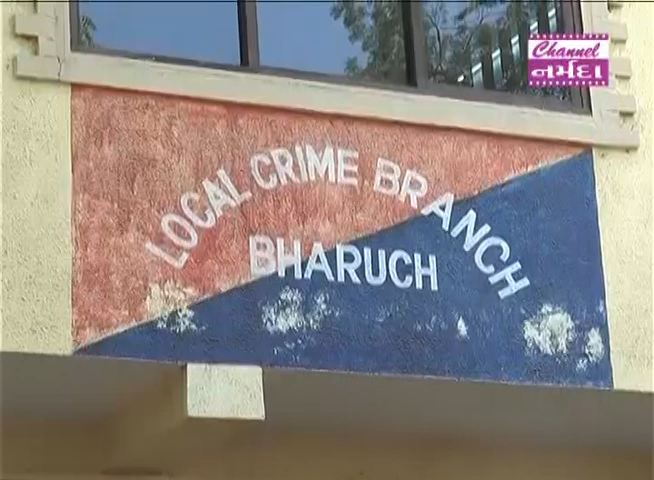 Channel
નર્મદા
LOCAL CRIME BRANCH
BHARUCH